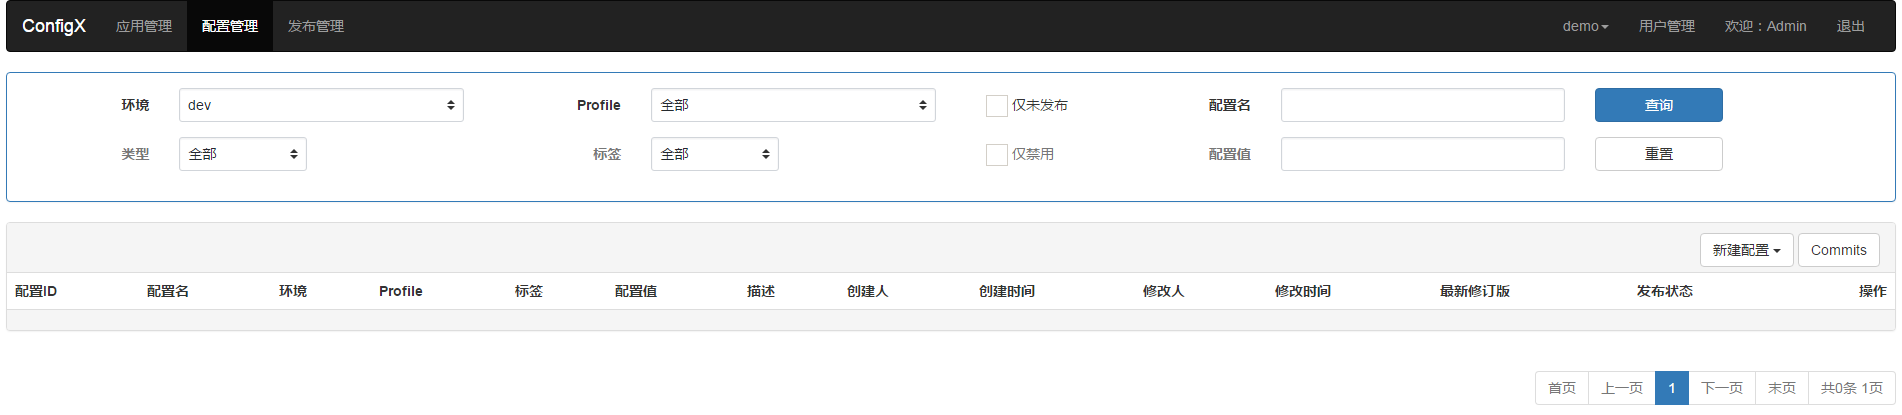 ConfigX 应用管理 配置管理 发布管理 demo 用户管理 欢迎：Admin 退出
环境 dev Profile 全部 仅未发布 配置名 查询
类型 全部 标签 全部 仅禁用 配置值 重置
新建配置 Commits
配置ID 配置名 环境 Profile 标签 配置值 描述 创建人 创建时间 修改人 修改时间 最新修订版 发布状态 操作
首页 上一页 1 下一页 末页 共0条 1页